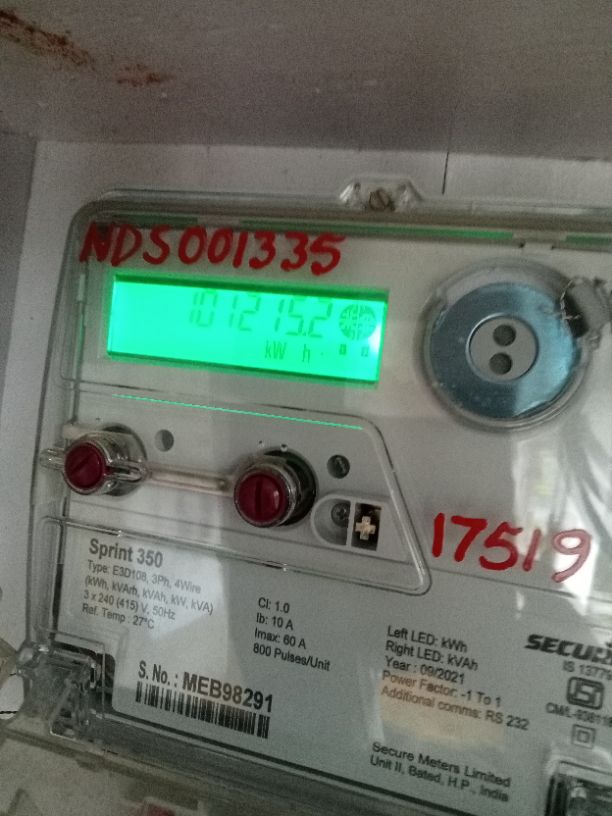 NDS001335
101215.2
kW h
17519
Sprint 350
Type: E3D108, 3Ph, 4Wire
(kWh, kVArh, kVAh, kW, kVA)
3 x 240 (415) V, 50Hz
Ref. Temp : 27°C
Cl: 1.0
Ib: 10 A
Imax: 60 A
800 Pulses/Unit
S. No.: MEB98291
Left LED: kWh
Right LED: kVAh
Year : 09/2021
Power Factor: -1 To 1
Additional comms: RS 232
IS 13779
Secure Meters Limited
Unit II, Bated, H.P., India